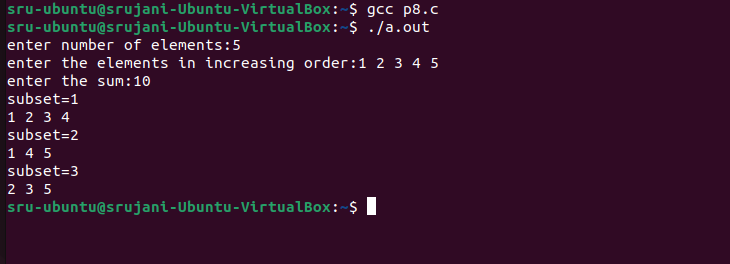 sru-ubuntu@srujani-Ubuntu-VirtualBox:~$ gcc p8.c
sru-ubuntu@srujani-Ubuntu-VirtualBox:~$ ./a.out
enter number of elements:5
enter the elements in increasing order:1 2 3 4 5
enter the sum:10
subset=1
1 2 3 4
subset=2
1 4 5
subset=3
2 3 5
sru-ubuntu@srujani-Ubuntu-VirtualBox:~$